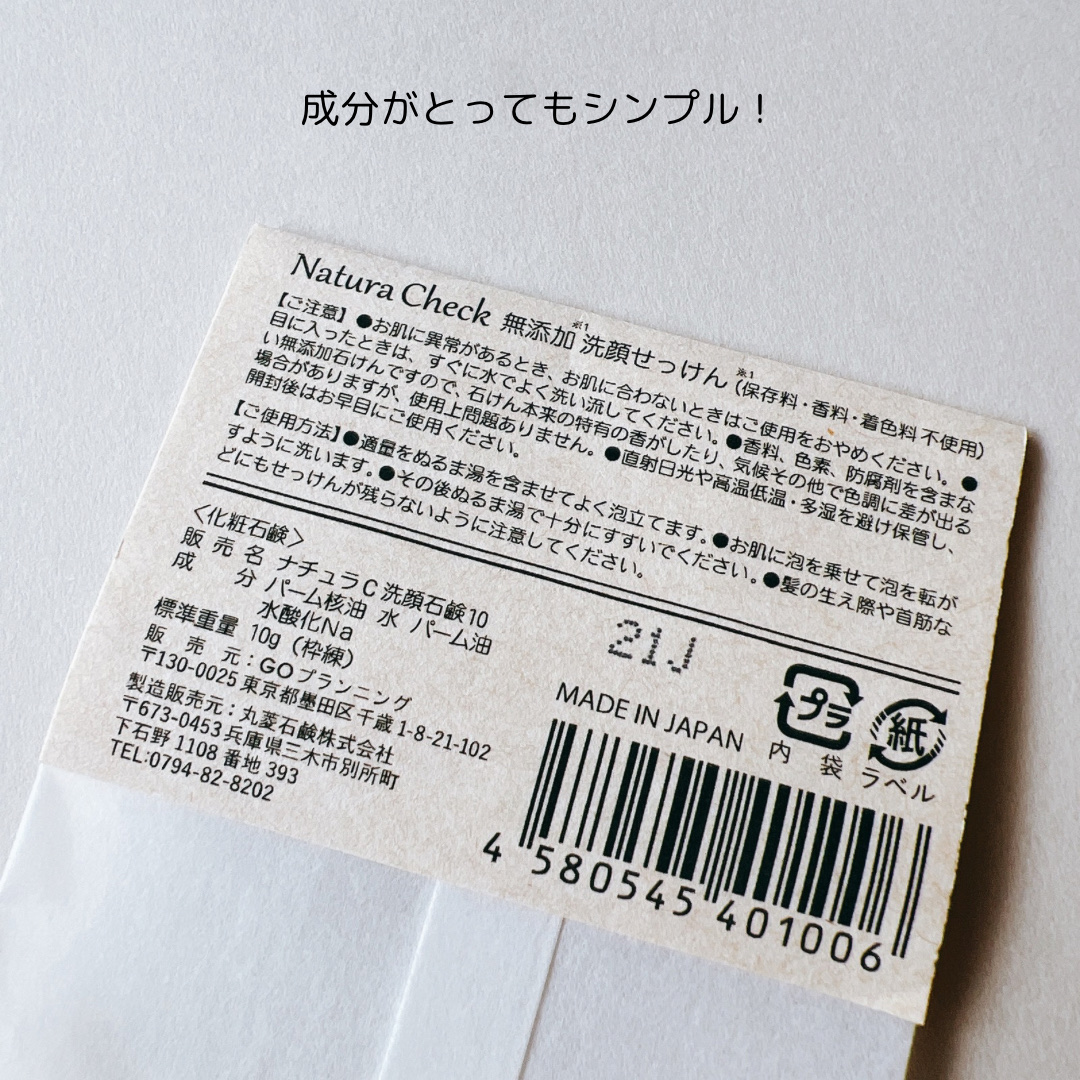 成分がとってもシンプル！
Natura Check 無添加※1洗顔せっけん（※1保存料・香料・着色料 不使用）
【ご注意】●お肌に異常があるとき、お肌に合わないときはご使用をおやめください。●
目に入ったときは、すぐに水でよく洗い流してください。●香料、色素、防腐剤を含まな
い無添加石けんですので、石けん本来の特有の香がしたり、気候その他で色調に差が出る
場合がありますが、使用上問題ありません。●直射日光や高温低温・多湿を避け保管し、
開封後はお早目にご使用ください。
【ご使用方法】●適量をぬるま湯を含ませてよく泡立てます。●お肌に泡を乗せて泡を転が
すように洗います。●その後ぬるま湯で十分にすすいでください。●髪の生え際や首筋な
どにもせっけんが残らないように注意してください。
〈化粧石鹸〉
販売名 ナチュラC洗顔石鹸10
成分 パーム核油 水 パーム油
水酸化Na
標準重量 10g（枠練）
販売元：GOプランニング
〒130-0025 東京都墨田区千歳1-8-21-102
製造販売元：丸菱石鹸株式会社
〒673-0453 兵庫県三木市別所町
下石野 1108 番地 393
TEL:0794-82-8202
21J
MADE IN JAPAN
プラ
紙
内袋
ラベル
4 580545 401006